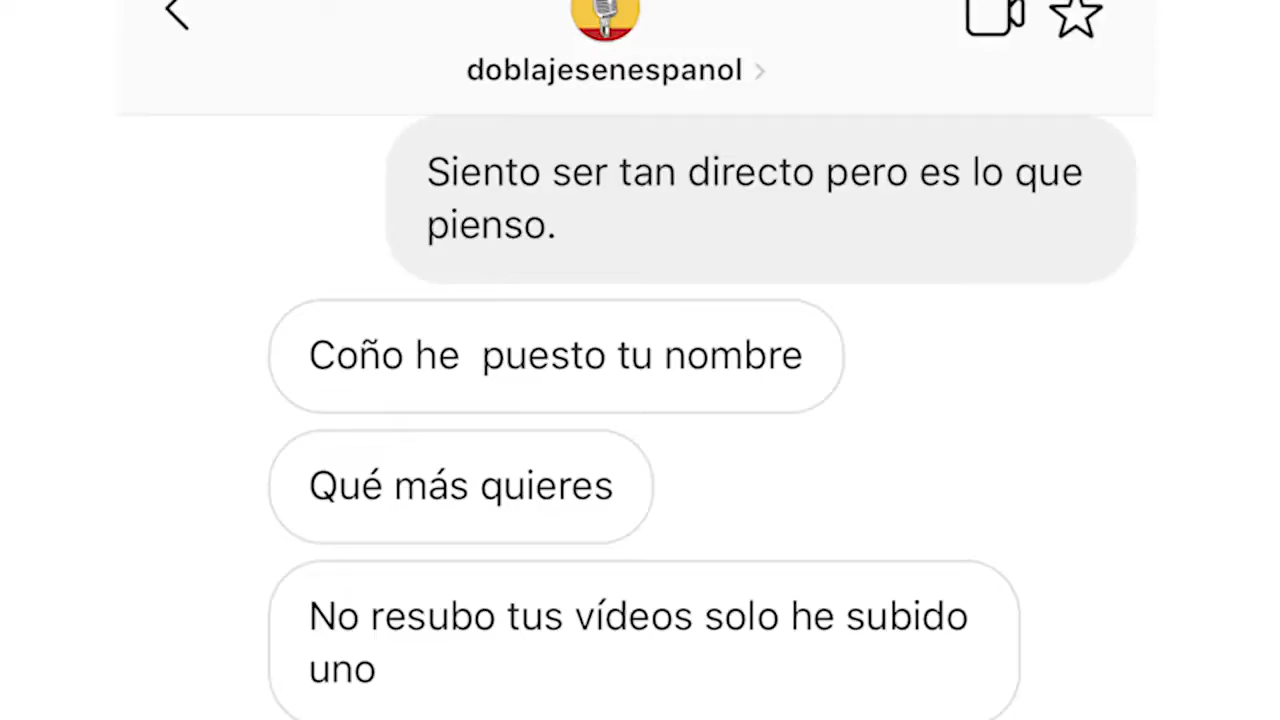 doblajesenespanol
Siento ser tan directo pero es lo que
pienso.
Coño he  puesto tu nombre
Qué más quieres
No resubo tus vídeos solo he subido
uno